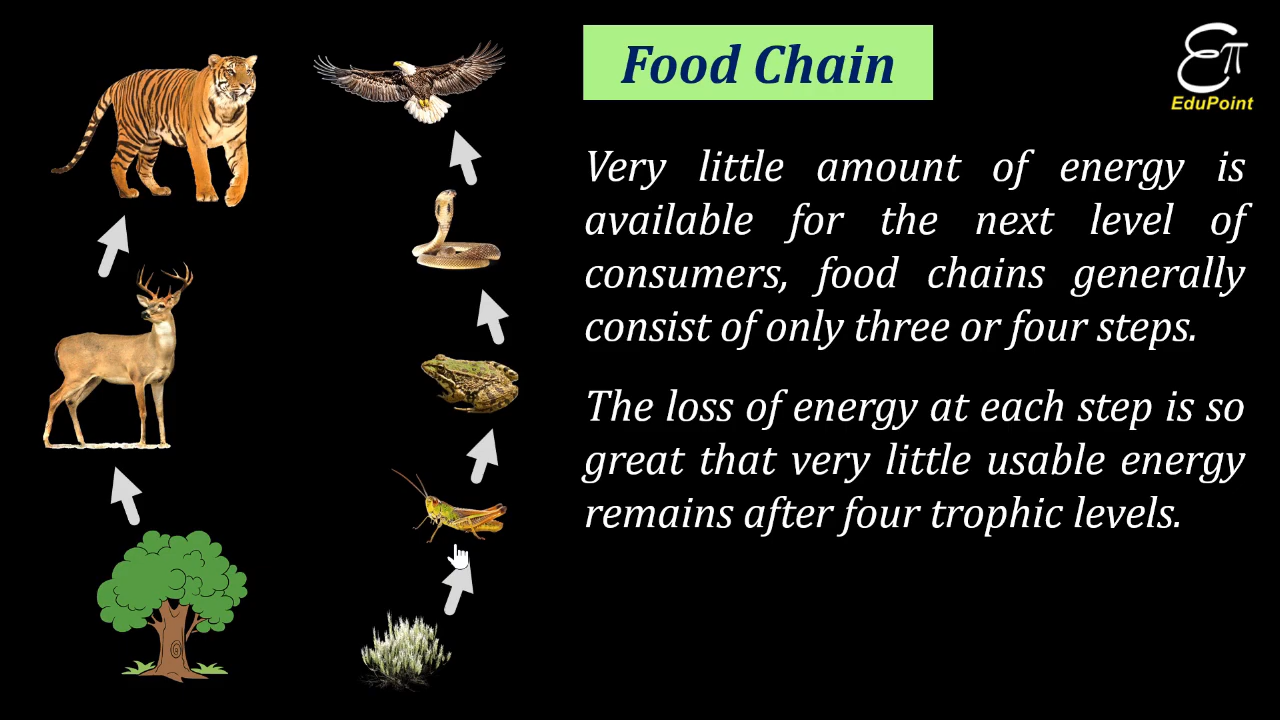 Food Chain
Eπ
EduPoint
Very little amount of energy is
available for the next level of
consumers, food chains generally
consist of only three or four steps.
The loss of energy at each step is so
great that very little usable energy
remains after four trophic levels.